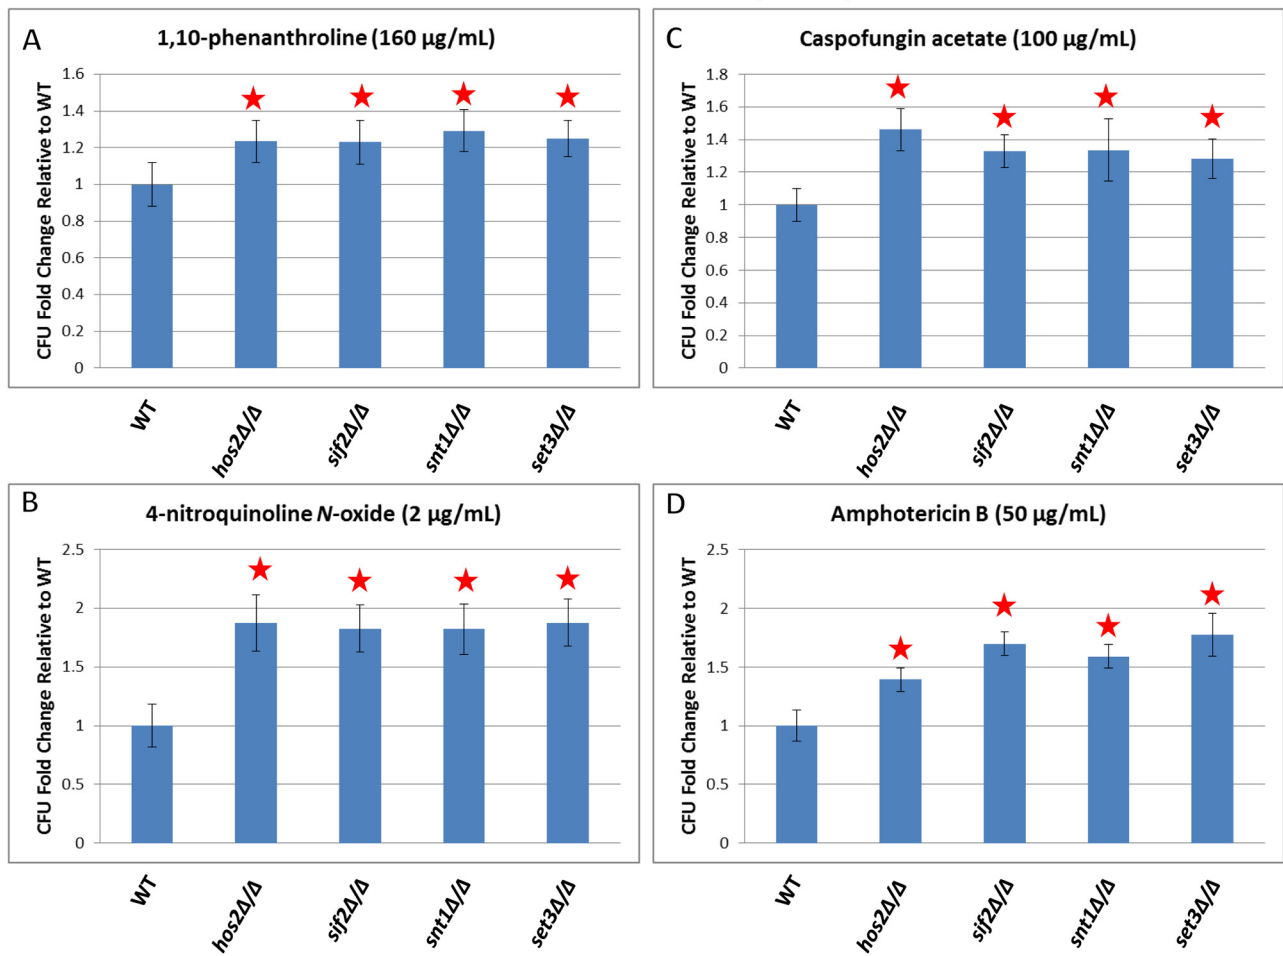 A
1,10-phenanthroline (160 µg/mL)
CFU Fold Change Relative to WT
1.6
1.4
1.2
1
0.8
0.6
0.4
0.2
0
WT
hos2Δ/Δ
sif2Δ/Δ
snt1Δ/Δ
set3Δ/Δ
C
Caspofungin acetate (100 µg/mL)
CFU Fold Change Relative to WT
1.8
1.6
1.4
1.2
1
0.8
0.6
0.4
0.2
0
WT
hos2Δ/Δ
sif2Δ/Δ
snt1Δ/Δ
set3Δ/Δ
B
4-nitroquinoline N-oxide (2 µg/mL)
CFU Fold Change Relative to WT
2.5
2
1.5
1
0.5
0
WT
hos2Δ/Δ
sif2Δ/Δ
snt1Δ/Δ
set3Δ/Δ
D
Amphotericin B (50 µg/mL)
CFU Fold Change Relative to WT
2.5
2
1.5
1
0.5
0
WT
hos2Δ/Δ
sif2Δ/Δ
snt1Δ/Δ
set3Δ/Δ